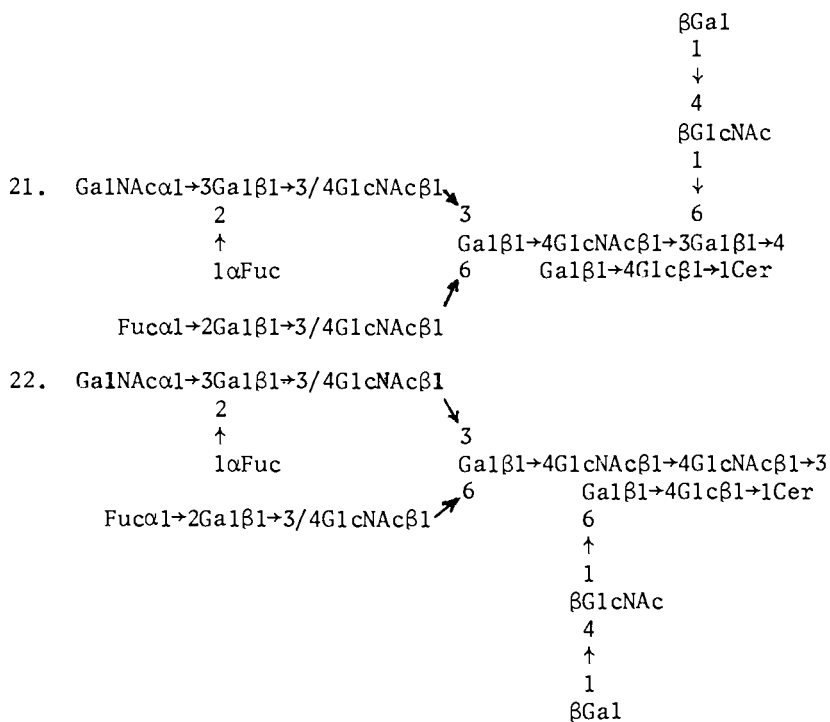 βGal
1
↓
4
βGlcNAc
1
↓
21. GalNAcα1→3Galβ1→3/4GlcNAcβ1
2 3 6
↑ Galβ1→4GlcNAcβ1→3Galβ1→4
1αFuc 6 Galβ1→4Glcβ1→1Cer
Fucα1→2Galβ1→3/4GlcNAcβ1
22. GalNAcα1→3Galβ1→3/4GlcNAcβ1
2
↑ 3
1αFuc Galβ1→4GlcNAcβ1→4GlcNAcβ1→3
6 Galβ1→4Glcβ1→1Cer
Fucα1→2Galβ1→3/4GlcNAcβ1 6
↑
1
βGlcNAc
4
↑
1
βGal